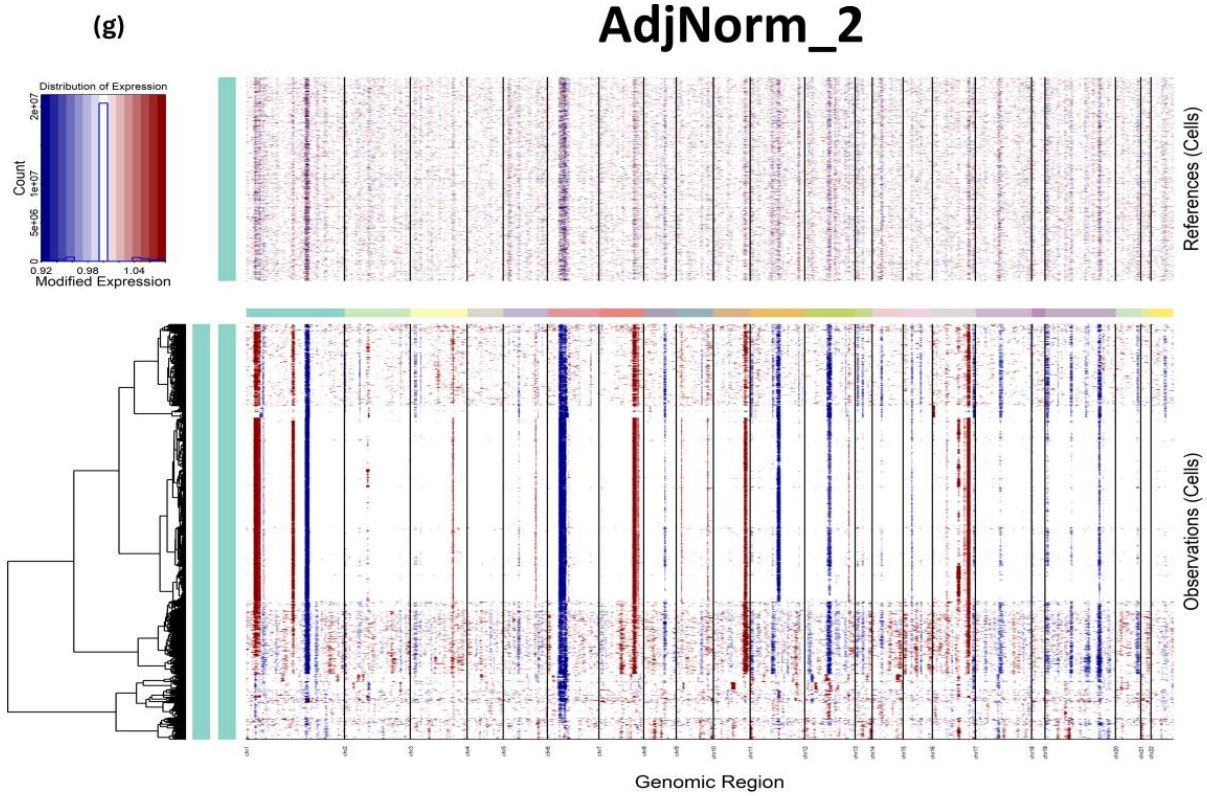 (g)
AdjNorm_2
Distribution of Expression
Count
0
5e+06
1e+07
2e+07
0.92
0.98
1.04
Modified Expression
References (Cells)
Observations (Cells)
chr1
chr2
chr3
chr4
chr5
chr6
chr7
chr8
chr9
chr10
chr11
chr12
chr13
chr14
chr15
chr16
chr17
chr18
chr19
chr20
chr21
chr22
Genomic Region